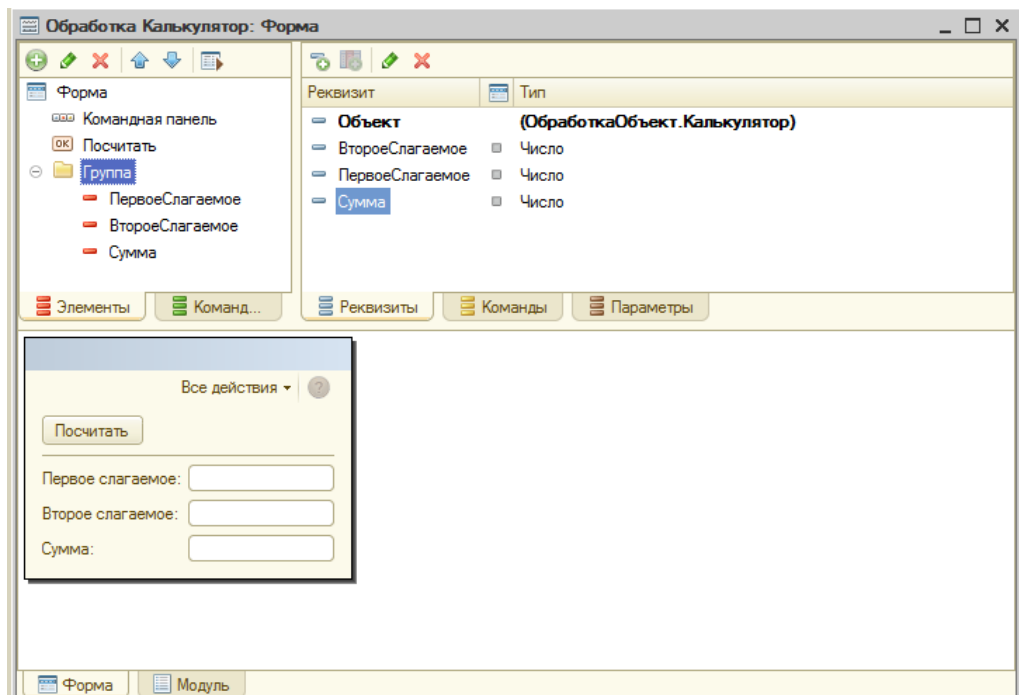 Обработка Калькулятор: Форма
Форма
Командная панель
OK Посчитать
Группа
ПервоеСлагаемое
ВтороеСлагаемое
Сумма
Элементы Команд...
Реквизит Тип
Объект (ОбработкаОбъект.Калькулятор)
ВтороеСлагаемое Число
ПервоеСлагаемое Число
Сумма Число
Реквизиты Команды Параметры
Все действия ?
Посчитать
Первое слагаемое:
Второе слагаемое:
Сумма:
Форма Модуль